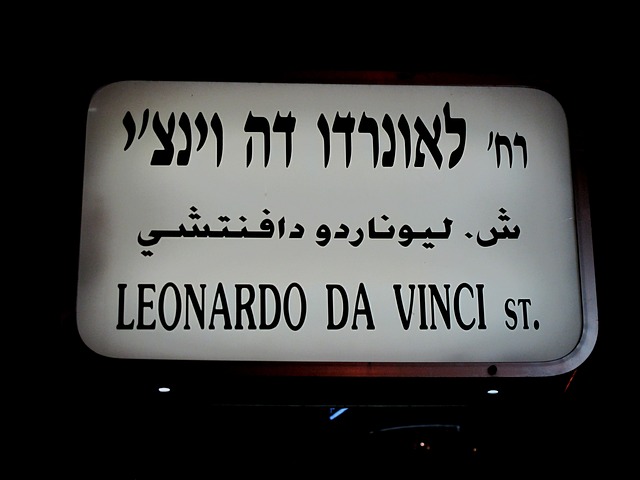 רח' לאונרדו דה וינצ'י
ش. ليوناردو دافنتشي
LEONARDO DA VINCI ST.